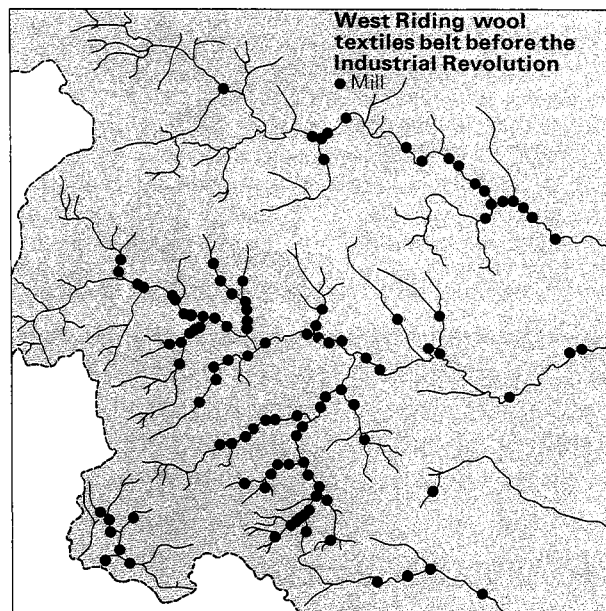 West Riding wool
textiles belt before the
Industrial Revolution
Mill